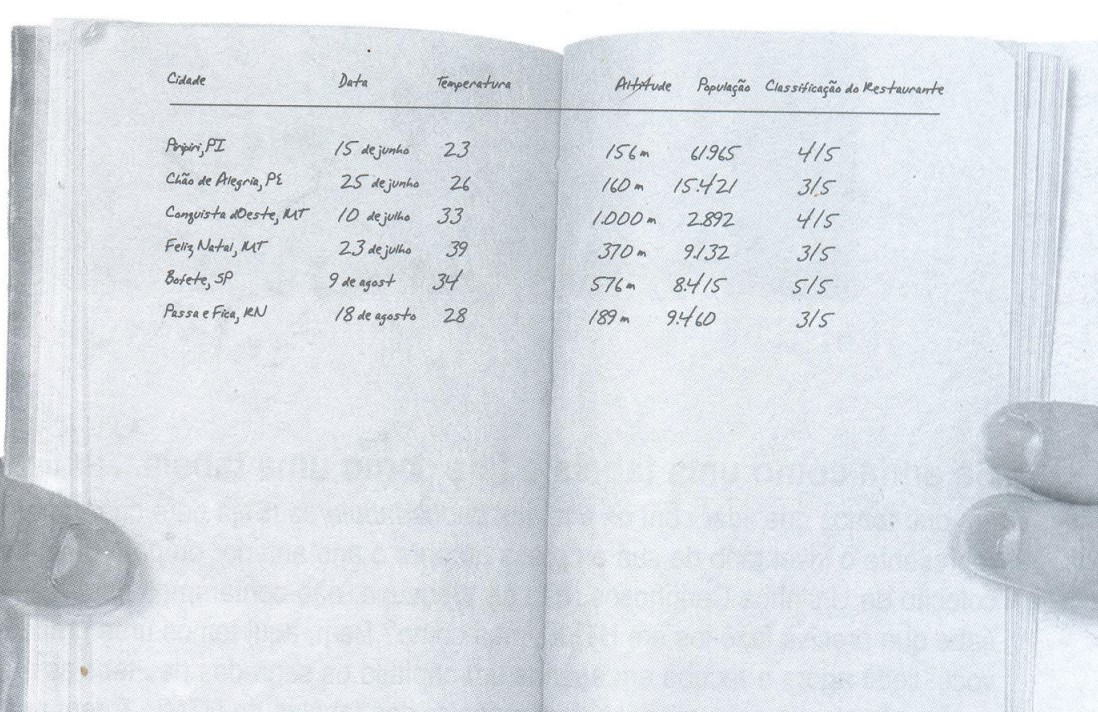 Cidade Data Temperatura Altitude População Classificação do Restaurante
Piripiri, PI 15 de junho 23 156 m 61.965 4/5
Chão de Alegria, PE 25 de junho 26 160 m 15.421 3/5
Conquista dOeste, MT 10 de julho 33 1.000 m 2.892 4/5
Feliz Natal, MT 23 de julho 39 370 m 9.132 3/5
Bofete, SP 9 de agost 34 576 m 8.415 5/5
Passa e Fica, RN 18 de agosto 28 189 m 9.460 3/5